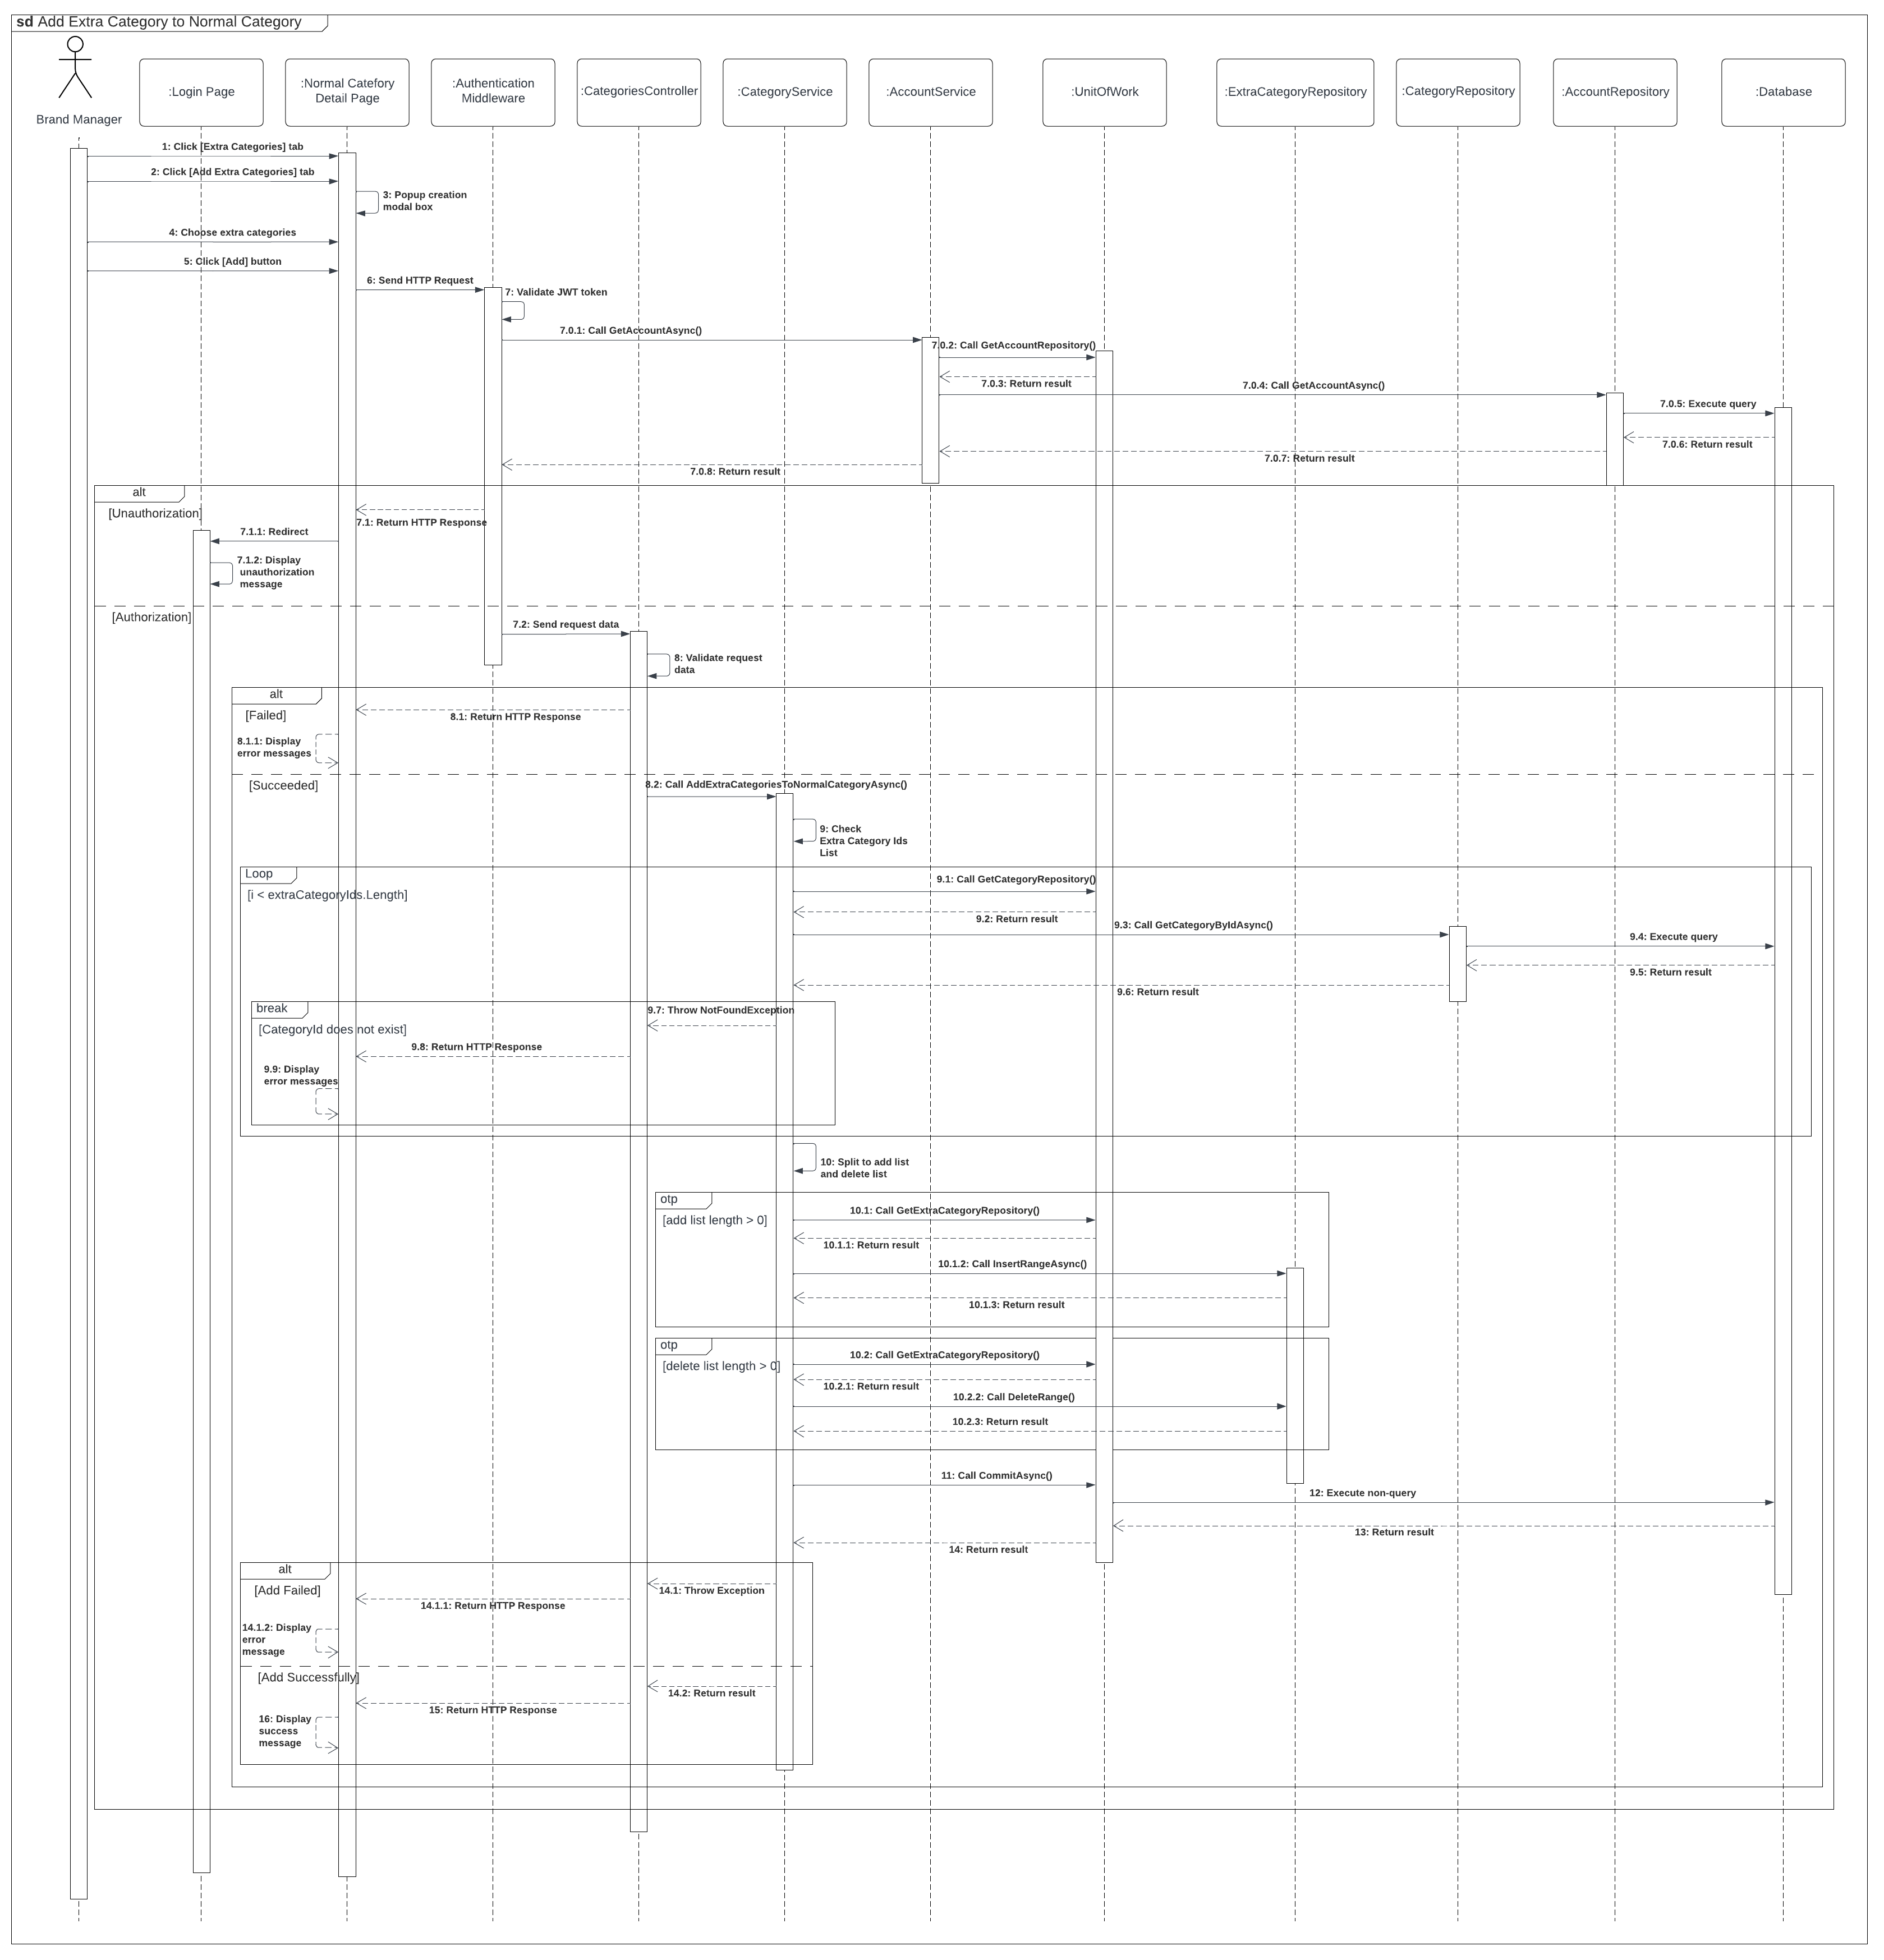 sd Add Extra Category to Normal Category
Brand Manager
:Login Page
:Normal Catefory
Detail Page
:Authentication
Middleware
:CategoriesController
:CategoryService
:AccountService
:UnitOfWork
:ExtraCategoryRepository
:CategoryRepository
:AccountRepository
:Database
1: Click [Extra Categories] tab
2: Click [Add Extra Categories] tab
3: Popup creation
modal box
4: Choose extra categories
5: Click [Add] button
6: Send HTTP Request
7: Validate JWT token
7.0.1: Call GetAccountAsync()
7.0.2: Call GetAccountRepository()
7.0.3: Return result
7.0.4: Call GetAccountAsync()
7.0.5: Execute query
7.0.6: Return result
7.0.7: Return result
7.0.8: Return result
alt
[Unauthorization]
7.1: Return HTTP Response
7.1.1: Redirect
7.1.2: Display
unauthorization
message
[Authorization]
7.2: Send request data
8: Validate request
data
alt
[Failed]
8.1: Return HTTP Response
8.1.1: Display
error messages
[Succeeded]
8.2: Call AddExtraCategoriesToNormalCategoryAsync()
9: Check
Extra Category Ids
List
Loop
[i < extraCategoryIds.Length]
9.1: Call GetCategoryRepository()
9.2: Return result
9.3: Call GetCategoryByIdAsync()
9.4: Execute query
9.5: Return result
9.6: Return result
break
[CategoryId does not exist]
9.7: Throw NotFoundException
9.8: Return HTTP Response
9.9: Display
error messages
10: Split to add list
and delete list
otp
[add list length > 0]
10.1: Call GetExtraCategoryRepository()
10.1.1: Return result
10.1.2: Call InsertRangeAsync()
10.1.3: Return result
otp
[delete list length > 0]
10.2: Call GetExtraCategoryRepository()
10.2.1: Return result
10.2.2: Call DeleteRange()
10.2.3: Return result
11: Call CommitAsync()
12: Execute non-query
13: Return result
14: Return result
alt
[Add Failed]
14.1: Throw Exception
14.1.1: Return HTTP Response
14.1.2: Display
error
message
[Add Successfully]
14.2: Return result
15: Return HTTP Response
16: Display
success
message